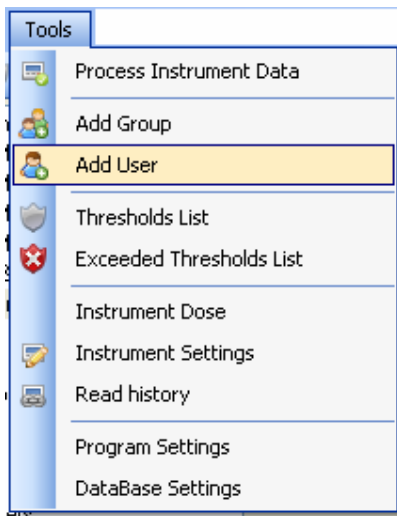 Tools
Process Instrument Data
Add Group
Add User
Thresholds List
Exceeded Thresholds List
Instrument Dose
Instrument Settings
Read history
Program Settings
DataBase Settings